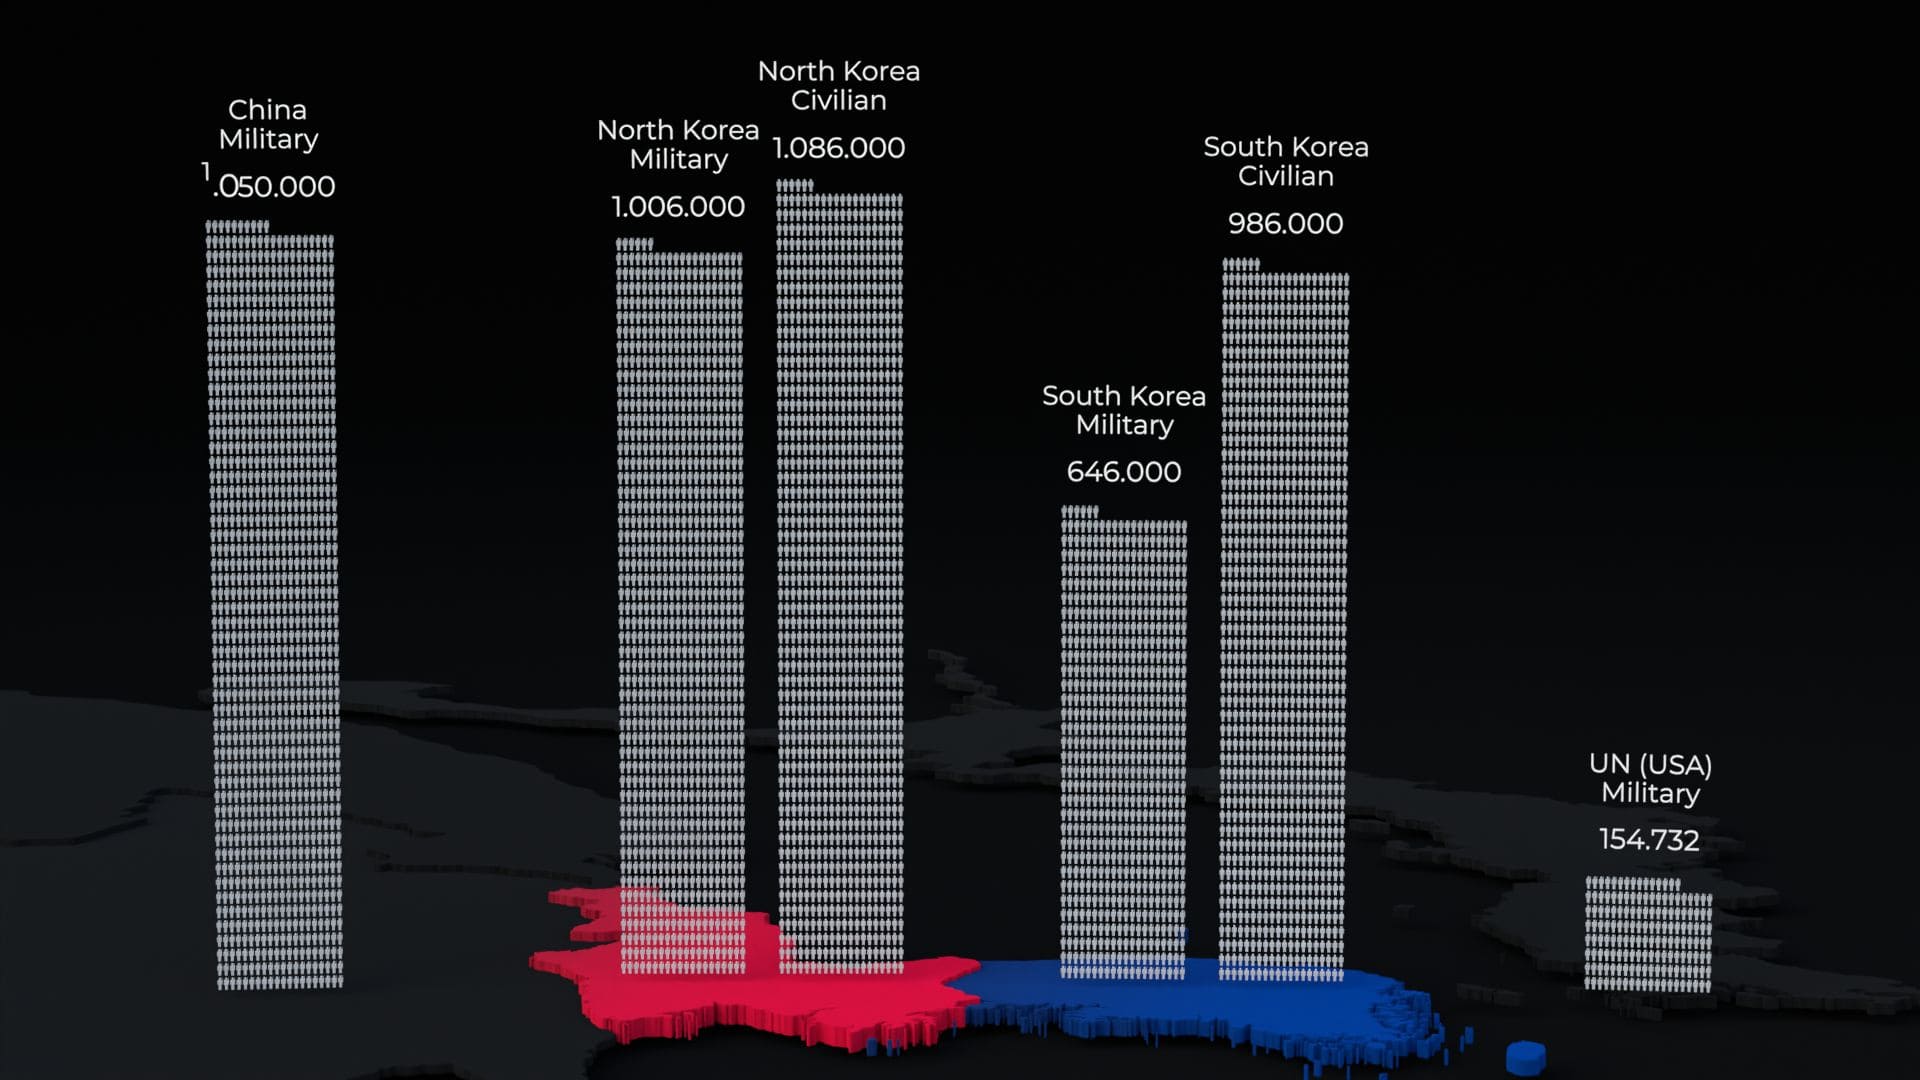 China
Military
1.050.000
North Korea
Military
1.006.000
North Korea
Civilian
1.086.000
South Korea
Military
646.000
South Korea
Civilian
986.000
UN (USA)
Military
154.732